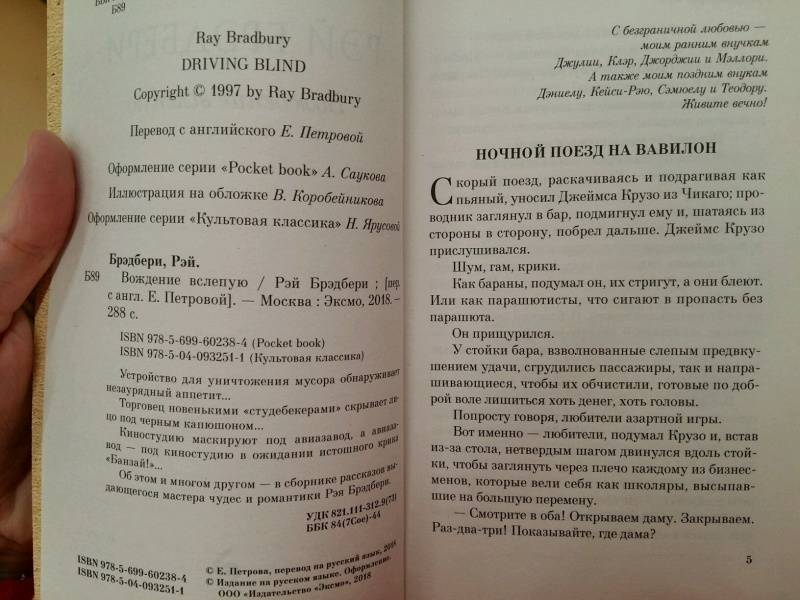 Б89
Ray Bradbury
DRIVING BLIND
Copyright © 1997 by Ray Bradbury
Перевод с английского Е. Петровой
Оформление серии «Pocket book» А. Саукова
Иллюстрация на обложке В. Коробейникова
Оформление серии «Культовая классика» Н. Ярусовой
Брэдбери, Рэй.
Б89
Вождение вслепую / Рэй Брэдбери ; [пер.
с англ. Е. Петровой]. — Москва : Эксмо, 2018. —
288 с.
ISBN 978-5-699-60238-4 (Pocket book)
ISBN 978-5-04-093251-1 (Культовая классика)
Устройство для уничтожения мусора обнаруживает
незаурядный аппетит...
Торговец новенькими «студебекерами» скрывает ли-
цо под черным капюшоном...
Киностудию маскируют под авиазавод, а авиаза-
вод — под киностудию в ожидании истошного крика
«Банзай!»...
Об этом и многом другом — в сборнике рассказов вы-
дающегося мастера чудес и романтики Рэя Брэдбери.
УДК 821.111-312.9(73)
ББК 84(7Сое)-44
ISBN 978-5-699-60238-4
ISBN 978-5-04-093251-1
© Е. Петрова, перевод на русский язык, 2018
© Издание на русском языке. Оформление.
ООО «Издательство «Эксмо», 2018
С безграничной любовью —
моим ранним внучкам
Джулии, Клэр, Джорджии и Мэллори.
А также моим поздним внукам
Дэниелу, Кейси-Рэю, Сэмюелу и Теодору.
Живите вечно!
НОЧНОЙ ПОЕЗД НА ВАВИЛОН
Скорый поезд, раскачиваясь и подрагивая как
пьяный, уносил Джеймса Крузо из Чикаго; про-
водник заглянул в бар, подмигнул ему и, шатаясь из
стороны в сторону, побрел дальше. Джеймс Крузо
прислушивался.
Шум, гам, крики.
Как бараны, подумал он, их стригут, а они блеют.
Или как парашютисты, что сигают в пропасть без
парашюта.
Он прищурился.
У стойки бара, взволнованные слепым предвку-
шением удачи, сгрудились пассажиры, так и напра-
шивающиеся, чтобы их обчистили, готовые по доб-
рой воле лишиться хоть денег, хоть головы.
Попросту говоря, любители азартной игры.
Вот именно — любители, подумал Крузо и, встав
из-за стола, нетвердым шагом двинулся вдоль стой-
ки, чтобы заглянуть через плечо каждому из бизнес-
менов, которые вели себя как школяры, высыпав-
шие на большую перемену.
— Смотрите в оба! Открываем даму. Закрываем.
Раз-два-три! Показывайте, где дама?
5